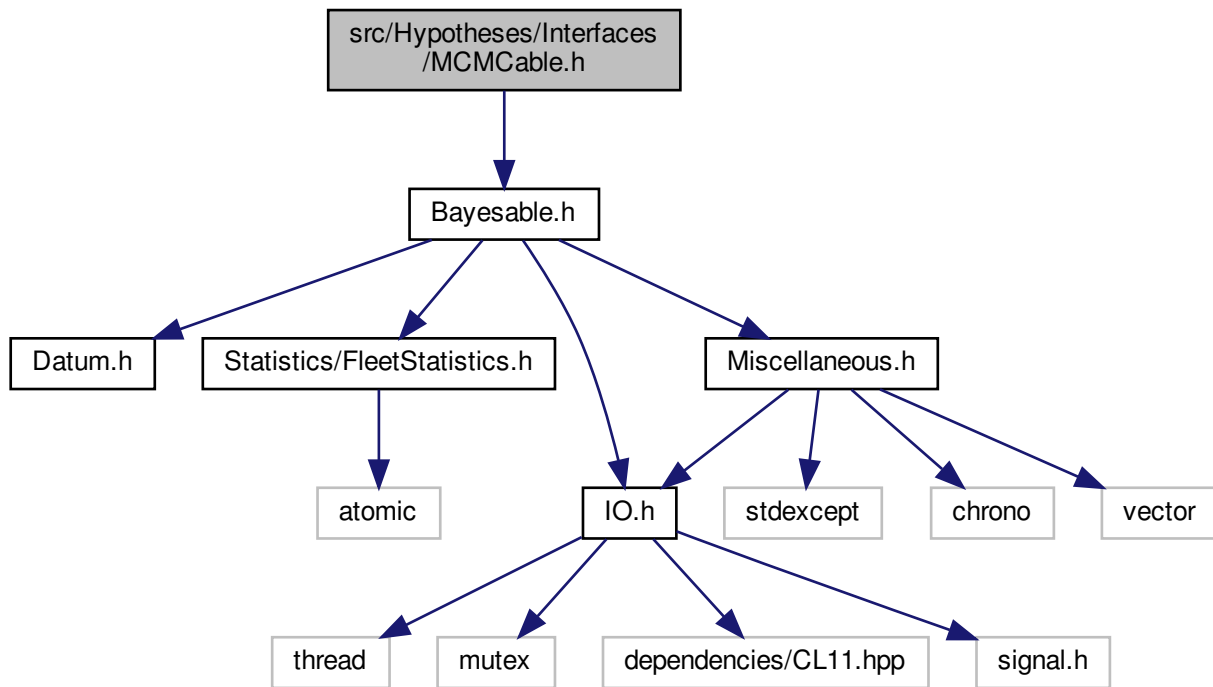 src/Hypotheses/Interfaces
/MCMCable.h
Bayesable.h
Datum.h
Statistics/FleetStatistics.h
Miscellaneous.h
atomic
IO.h
stdexcept
chrono
vector
thread
mutex
dependencies/CL11.hpp
signal.h